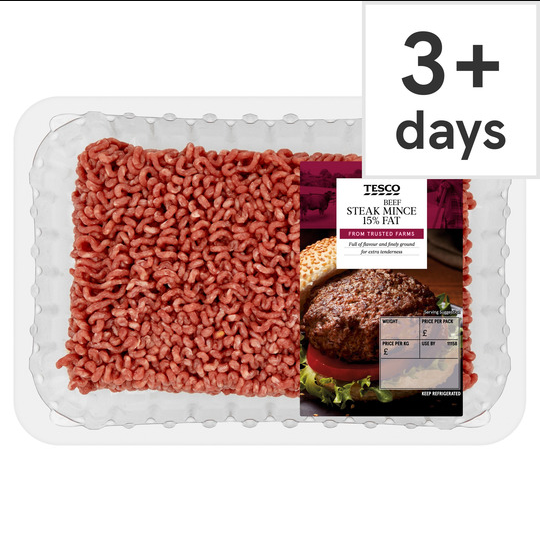 3+
days
TESCO
BEEF
STEAK MINCE
15% FAT
FROM TRUSTED FARMS
Full of flavour and finely ground
for extra tenderness
Serving Suggestion
WEIGHT
PRICE PER PACK
£
PRICE PER KG
£
USE BY
KEEP REFRIGERATED